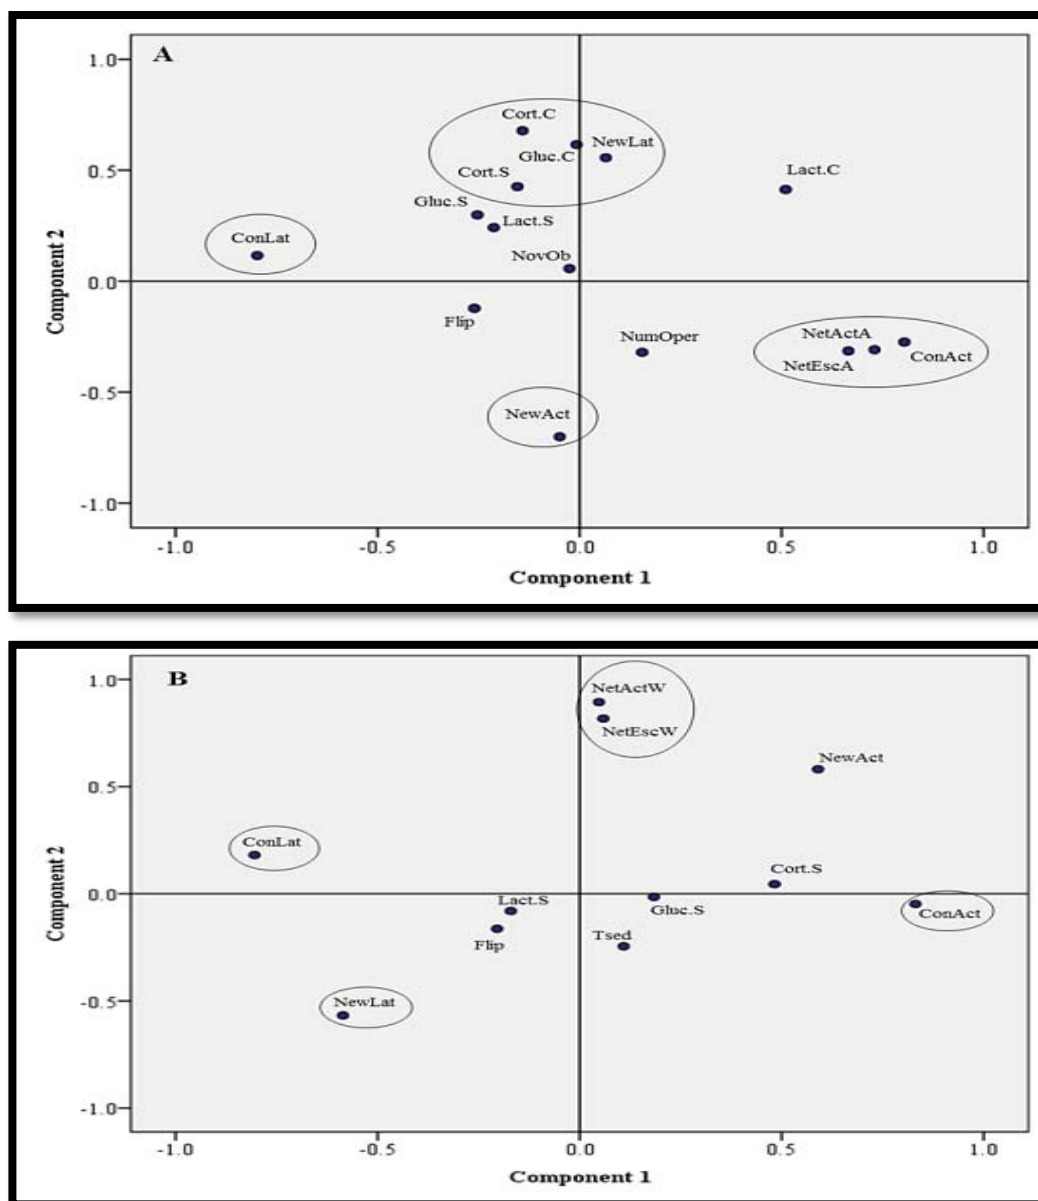 A
1.0
Cort.C
Gluc.C
NewLat
0.5
Cort.S
Lact.C
Gluc.S
Lact.S
ConLat
NovOb
Component 2
0.0
Flip
NumOper
NetActA
NetEscA
ConAct
-0.5
NewAct
-1.0
-1.0
-0.5
0.0
0.5
1.0
Component 1
B
1.0
NetActW
NetEscW
NewAct
0.5
ConLat
Cort.S
Component 2
0.0
Lact.S
Gluc.S
ConAct
Flip
Tsed
-0.5
NewLat
-1.0
-1.0
-0.5
0.0
0.5
1.0
Component 1